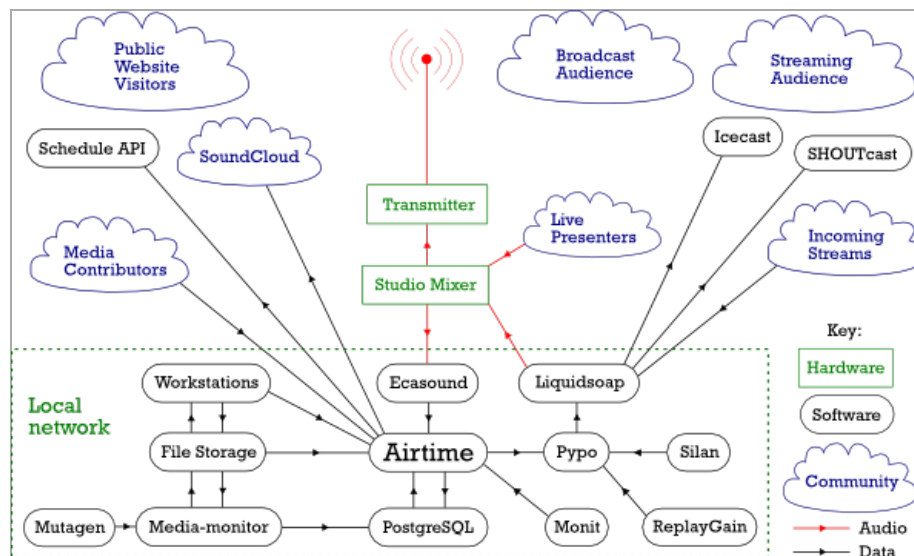 Public
Website
Visitors
Broadcast
Audience
Streaming
Audience
Schedule API
SoundCloud
Icecast
SHOUTcast
Transmitter
Live
Presenters
Media
Contributors
Incoming
Streams
Studio Mixer
Key:
Hardware
Workstations
Ecasound
Liquidsoap
Local
network
Software
File Storage
Airtime
Pypo
Silan
Community
Mutagen
Media-monitor
PostgreSQL
Monit
ReplayGain
Audio
Data